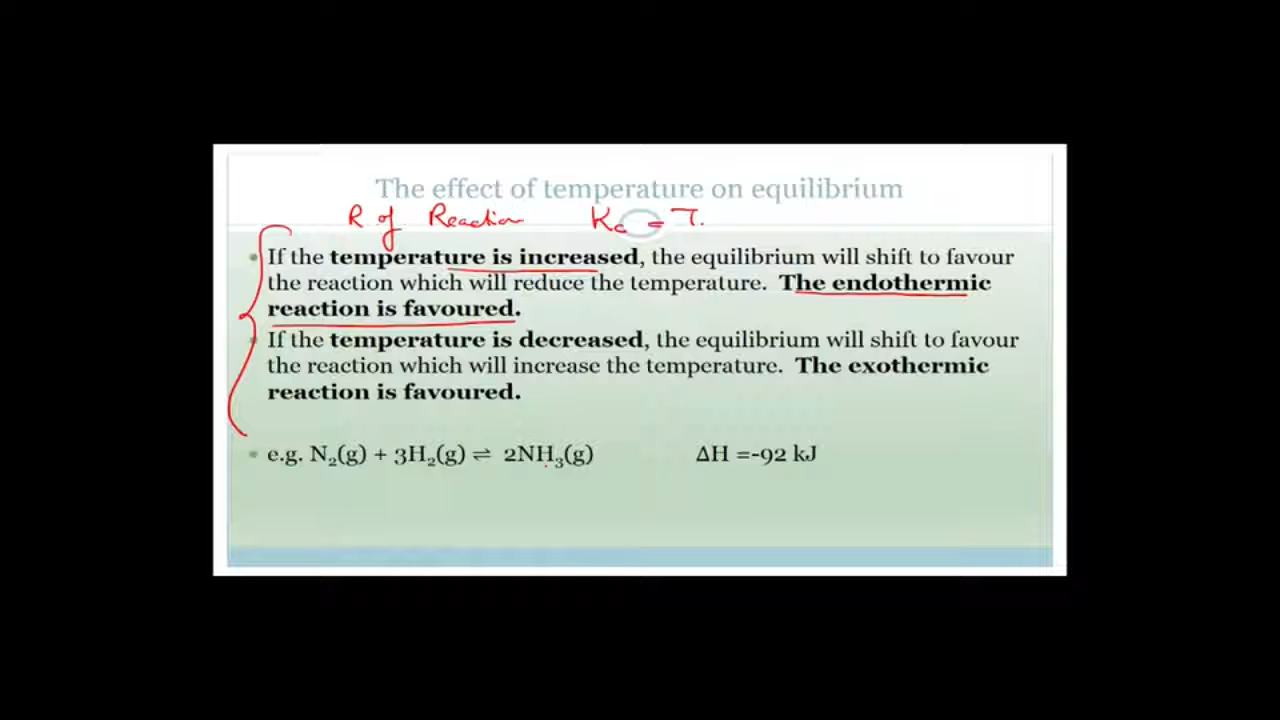 The effect of temperature on equilibrium
R of Reaction Kc = T.
• If the temperature is increased, the equilibrium will shift to favour
the reaction which will reduce the temperature. The endothermic
reaction is favoured.
• If the temperature is decreased, the equilibrium will shift to favour
the reaction which will increase the temperature. The exothermic
reaction is favoured.
• e.g. N₂(g) + 3H₂(g) ⇌ 2NH₃(g) ΔH =-92 kJ